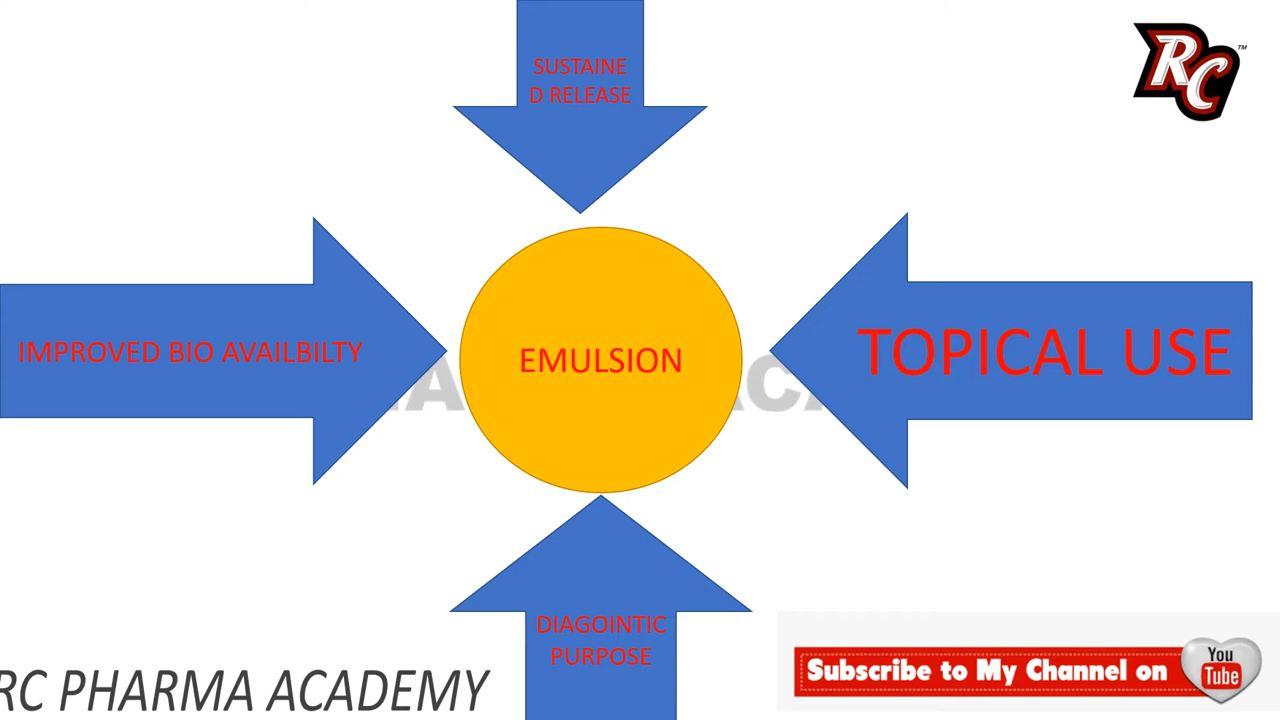 SUSTAINE
D RELEASE
RC
TM
IMPROVED BIO AVAILBILTY
EMULSION
TOPICAL USE
DIAGOINTIC
PURPOSE
RC PHARMA ACADEMY
Subscribe to My Channel on
You
Tube